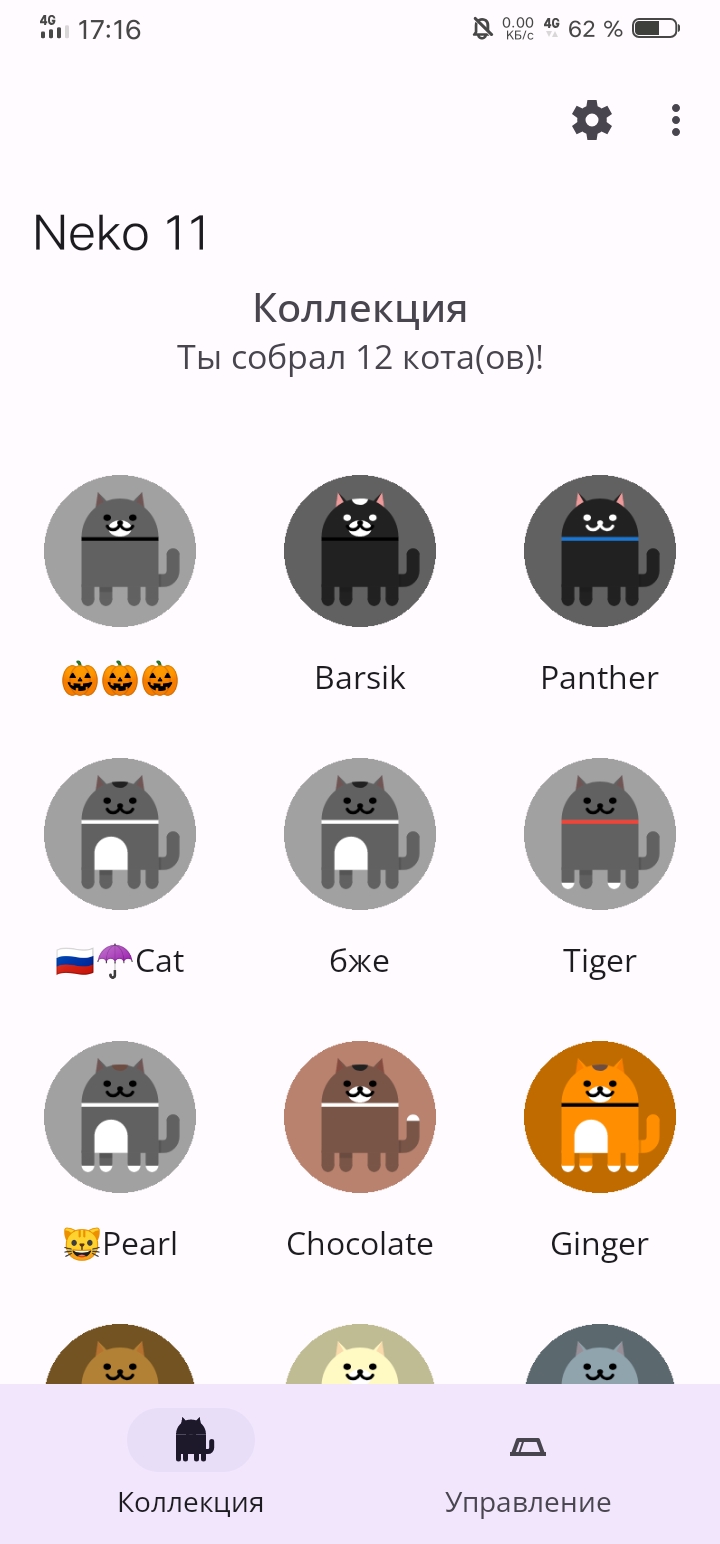 4G 17:16 0.00 КБ/с 4G 62 %
Neko 11
Коллекция
Ты собрал 12 кота(ов)!
🎃🎃🎃 Barsik Panther
🇷🇺☂Cat бже Tiger
😺Pearl Chocolate Ginger
Коллекция Управление